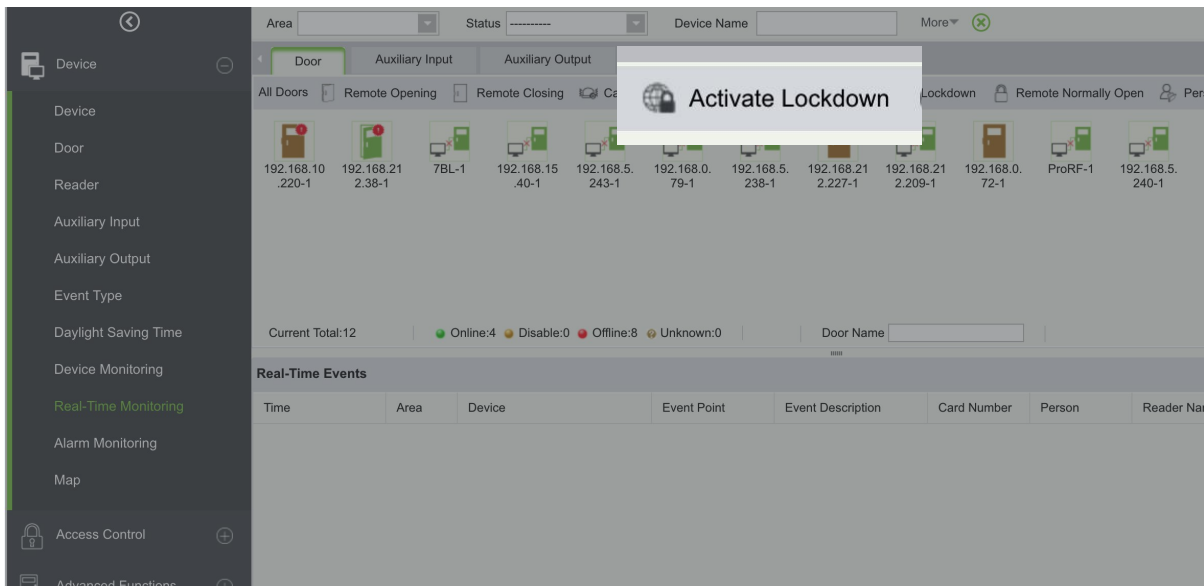 Area Status ---------- Device Name More
Device
Door Auxiliary Input Auxiliary Output
All Doors Remote Opening Remote Closing Activate Lockdown Lockdown Remote Normally Open
Device
Door
Reader
Auxiliary Input
Auxiliary Output
Event Type
Daylight Saving Time
Device Monitoring
Real-Time Monitoring
Alarm Monitoring
Map
Access Control
Advanced Functions
192.168.10 192.168.21 7BL-1 192.168.15 192.168.5. 192.168.0. 192.168.5. 192.168.21 192.168.21 192.168.0. ProRF-1 192.168.5.
.220-1 2.38-1 .40-1 243-1 79-1 238-1 2.227-1 2.209-1 72-1 240-1
Current Total:12 Online:4 Disable:0 Offline:8 Unknown:0 Door Name
Real-Time Events
Time Area Device Event Point Event Description Card Number Person Reader